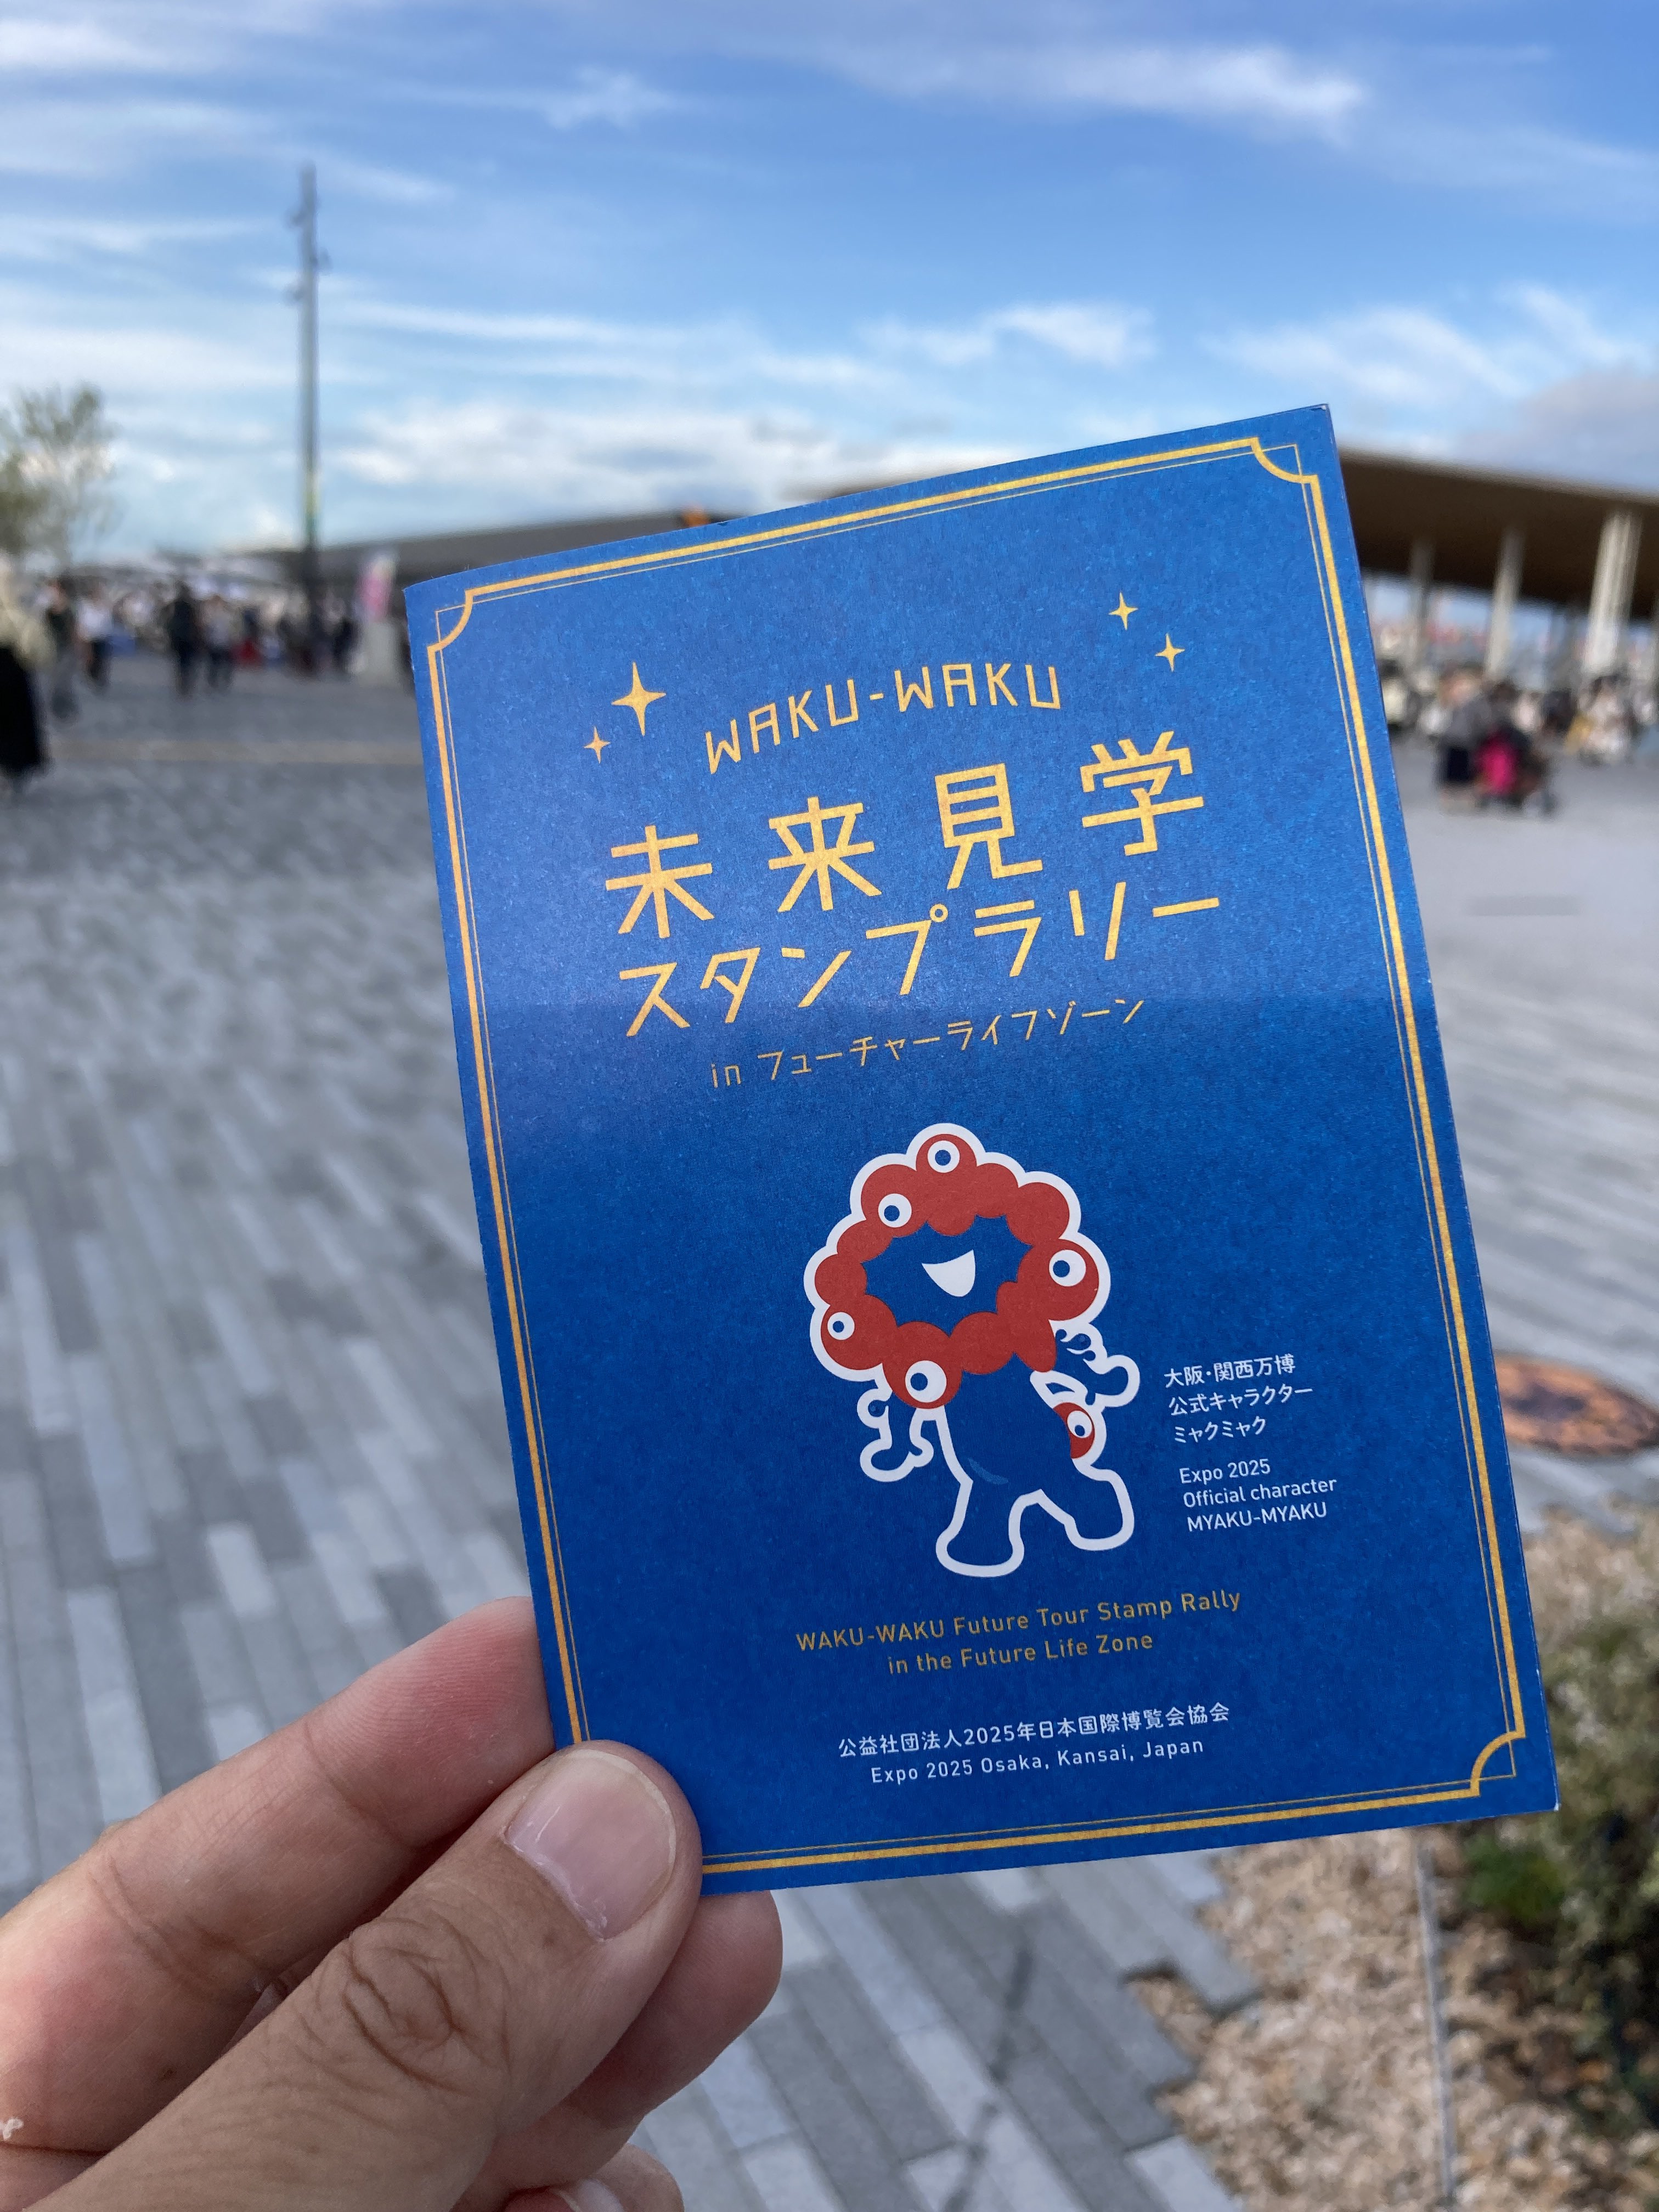 WAKU-WAKU
未来見学
スタンプラリー
in フューチャーライフゾーン
大阪・関西万博
公式キャラクター
ミャクミャク
Expo 2025
Official character
MYAKU-MYAKU
WAKU-WAKU Future Tour Stamp Rally
in the Future Life Zone
公益社団法人2025年日本国際博覧会協会
Expo 2025 Osaka, Kansai, Japan